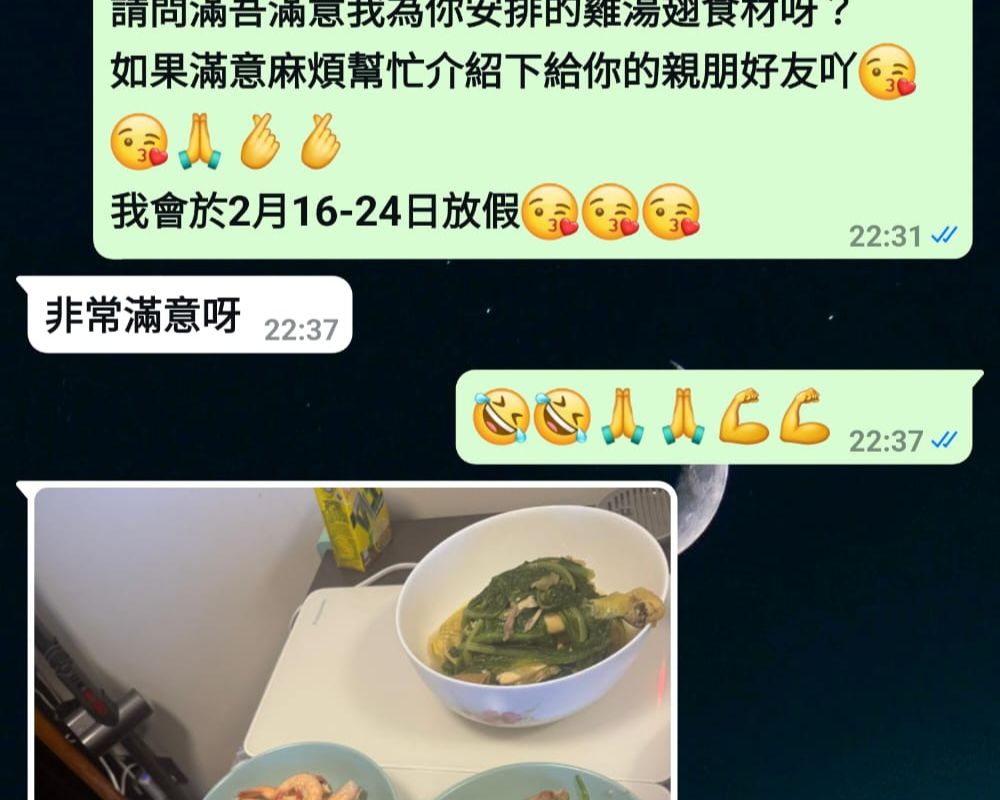 請問滿吾滿意我為你安排的雞湯翅食材呀？
如果滿意麻煩幫忙介紹下給你的親朋好友吖😘
😘🙏🫰🫰
我會於2月16-24日放假😘😘😘
22:31
非常滿意呀 22:37
🤣🤣🙏🙏💪💪 22:37